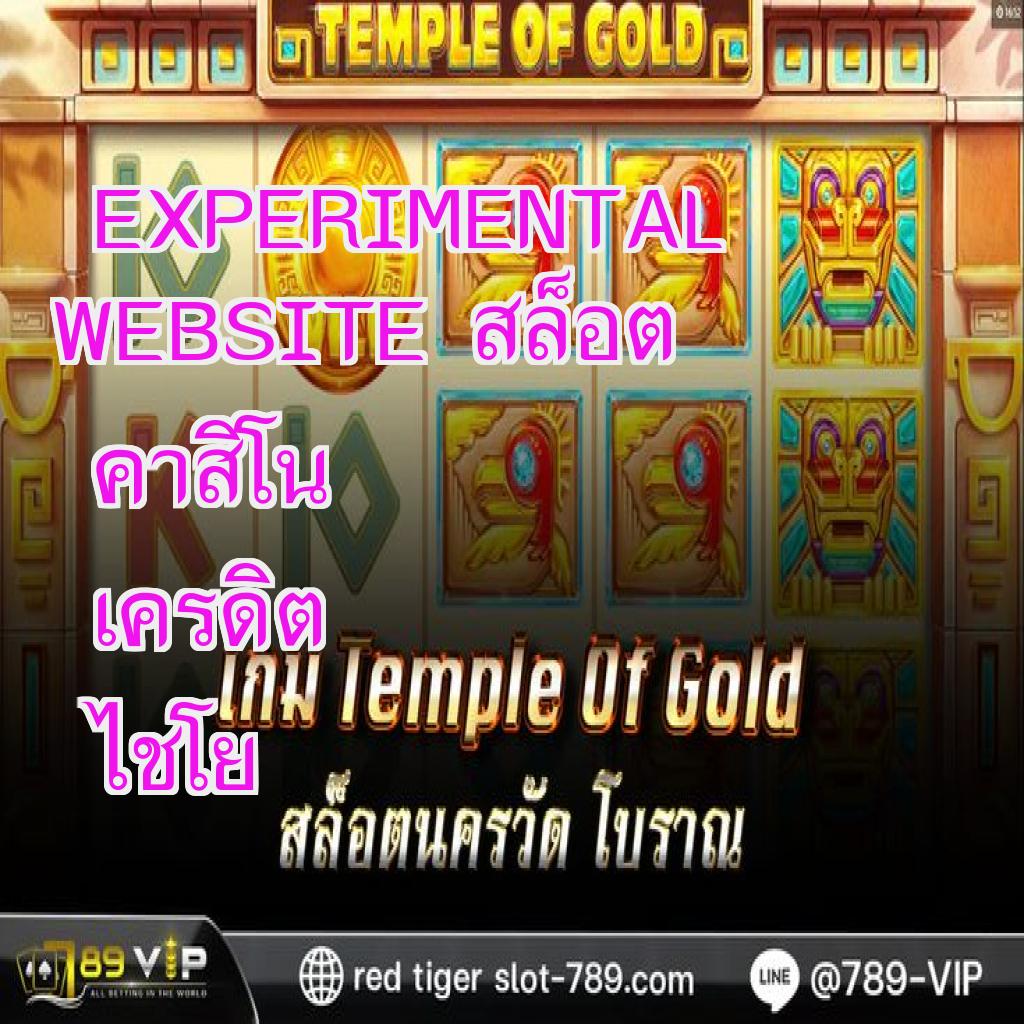 TEMPLE OF GOLD
EXPERIMENTAL
WEBSITE สล็อต
คาสิโน
เครดิต
ไชโย
เกม Temple Of Gold
สล็อตนครวัด โบราณ
789 VIP
ALL BETTING IN THE WORLD
red tiger slot-789.com
LINE
@789-VIP